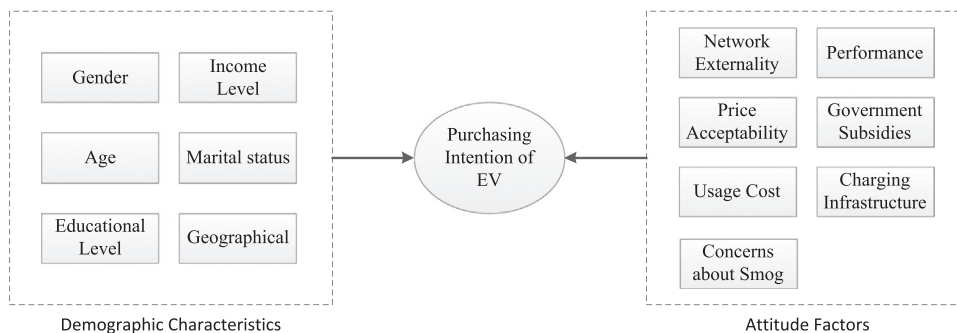 Gender
Income
Level
Age
Marital status
Educational
Level
Geographical
Demographic Characteristics
Purchasing
Intention of
EV
Network
Externality
Performance
Price
Acceptability
Government
Subsidies
Usage Cost
Charging
Infrastructure
Concerns
about Smog
Attitude Factors